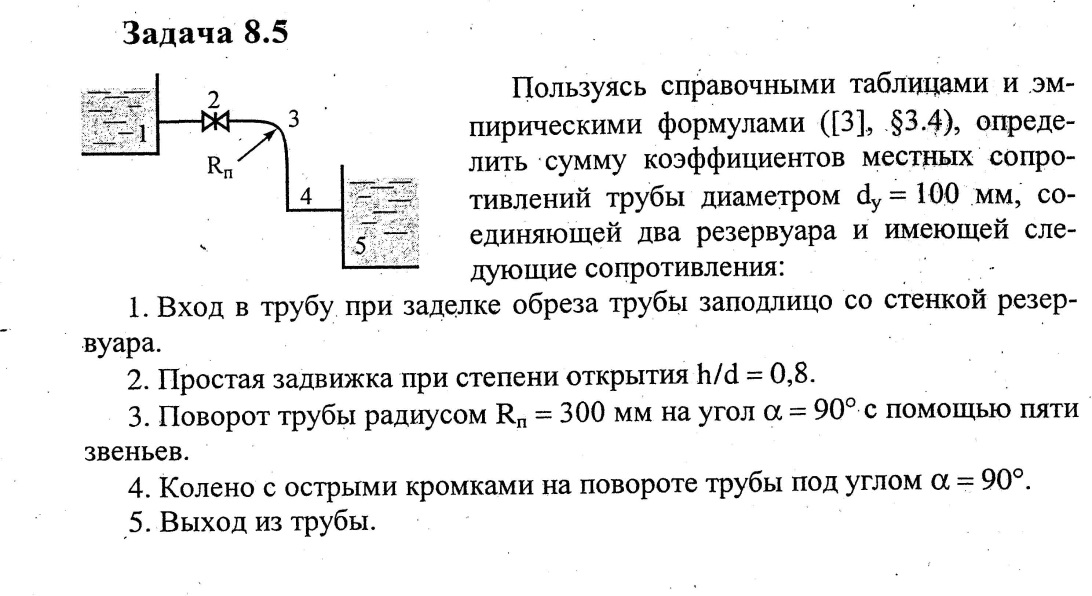 Задача 8.5
1
2
3
Rп
4
5
Пользуясь справочными таблицами и эм-
пирическими формулами ([3], §3.4), опреде-
лить сумму коэффициентов местных сопро-
тивлений трубы диаметром dу = 100 мм, со-
единяющей два резервуара и имеющей сле-
дующие сопротивления:
1. Вход в трубу при заделке обреза трубы заподлицо со стенкой резер-
вуара.
2. Простая задвижка при степени открытия h/d = 0,8.
3. Поворот трубы радиусом Rп = 300 мм на угол α = 90° с помощью пяти
звеньев.
4. Колено с острыми кромками на повороте трубы под углом α = 90°.
5. Выход из трубы.